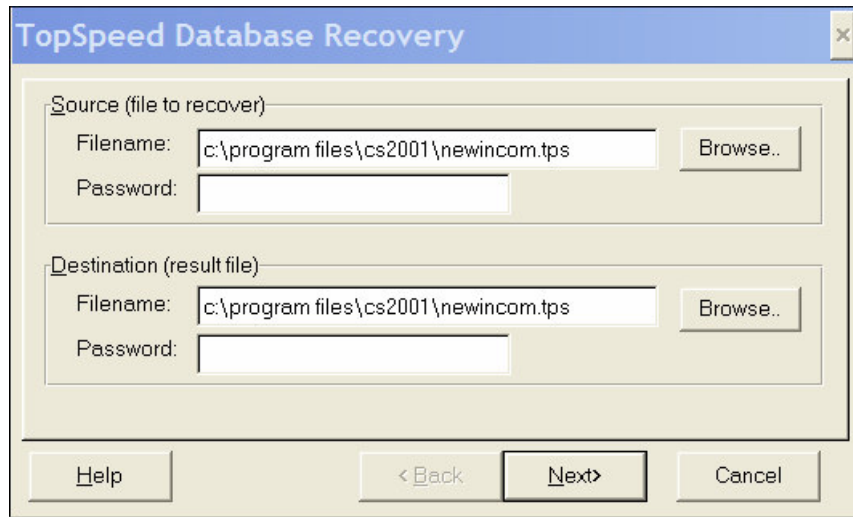 TopSpeed Database Recovery
Source (file to recover)
Filename: c:\program files\cs2001\newincom.tps Browse..
Password:
Destination (result file)
Filename: c:\program files\cs2001\newincom.tps Browse..
Password:
Help < Back Next> Cancel